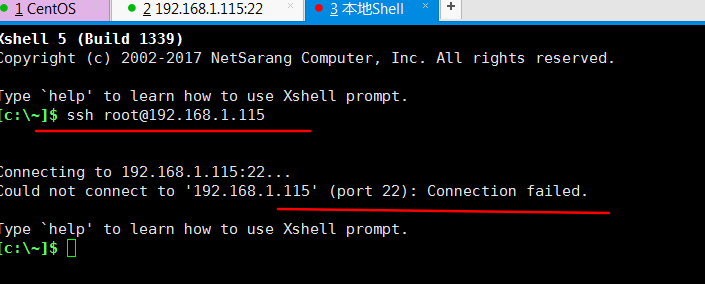 1 CentOS
2 192.168.1.115:22
3 本地Shell
+
Xshell 5 (Build 1339)
Copyright (c) 2002-2017 NetSarang Computer, Inc. All rights reserved.
Type `help' to learn how to use Xshell prompt.
[c:\~]$ ssh root@192.168.1.115
Connecting to 192.168.1.115:22...
Could not connect to '192.168.1.115' (port 22): Connection failed.
Type `help' to learn how to use Xshell prompt.
[c:\~]$